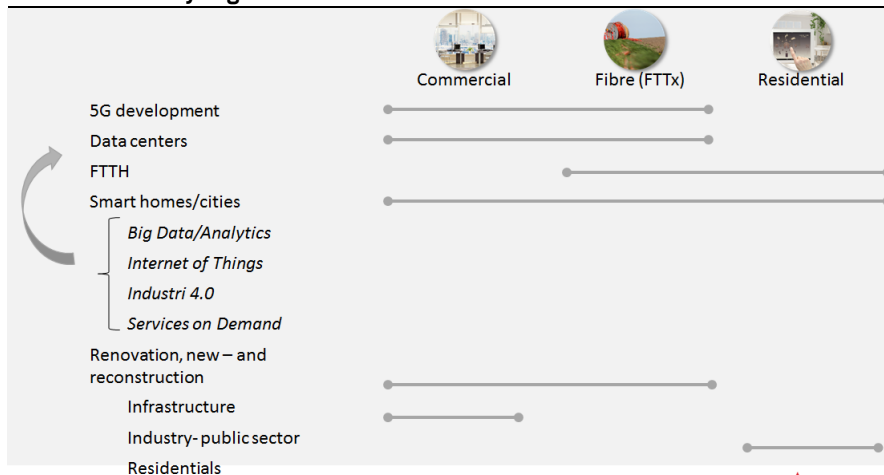 Commercial Fibre (FTTx) Residential
5G development
Data centers
FTTH
Smart homes/cities
Big Data/Analytics
Internet of Things
Industri 4.0
Services on Demand
Renovation, new – and
reconstruction
Infrastructure
Industry- public sector
Residentials